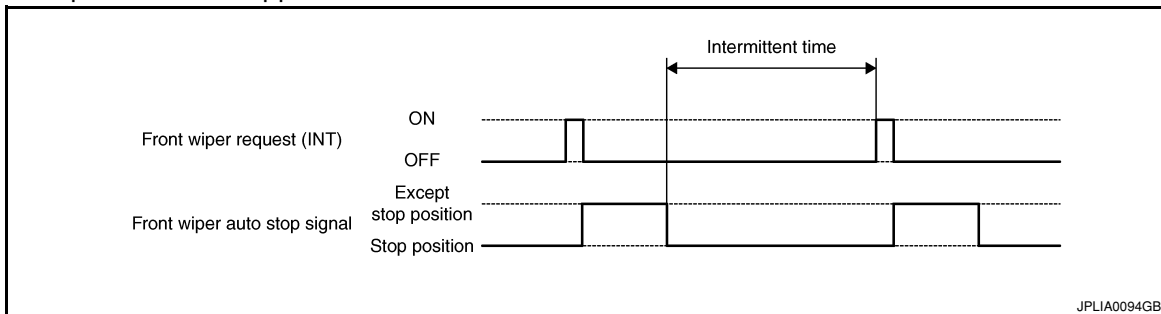 Intermittent time
ON
Front wiper request (INT)
OFF
Except
stop position
Front wiper auto stop signal
Stop position
JPLIA0094GB